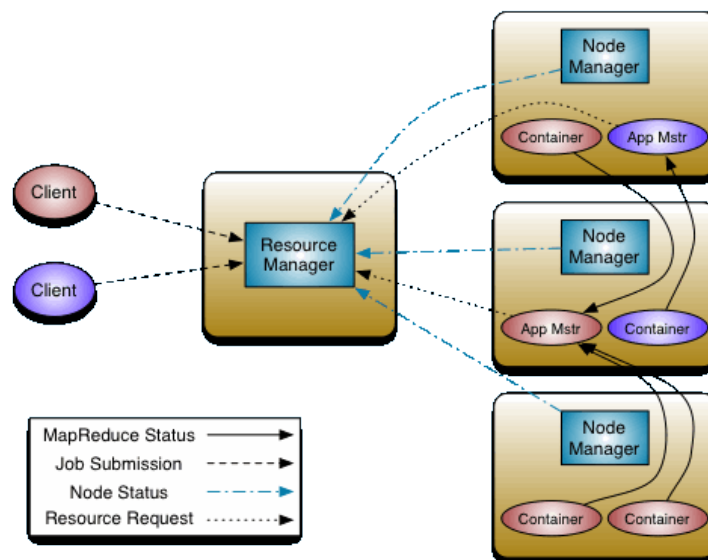 Node
Manager
Container
App Mstr
Client
Resource
Manager
Client
Node
Manager
App Mstr
Container
Node
Manager
Container
Container
MapReduce Status
Job Submission
Node Status
Resource Request